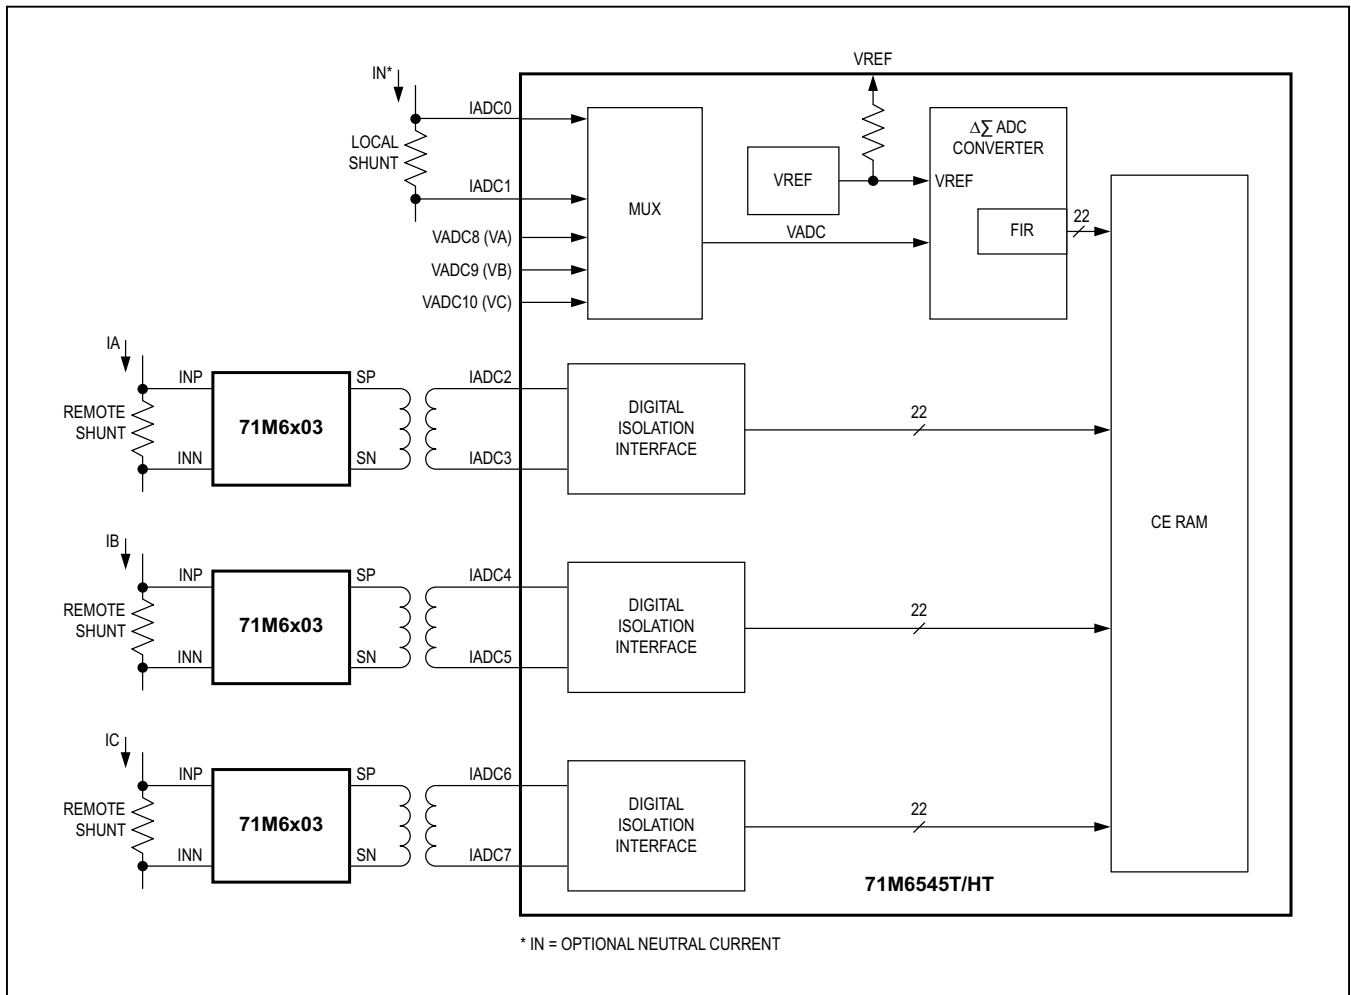 VREF
IN*
IADC0
LOCAL
SHUNT
IADC1
MUX
VREF
VREF
ΔΣ ADC
CONVERTER
FIR
22
VADC8 (VA)
VADC
VADC9 (VB)
VADC10 (VC)
IA
INP
71M6x03
SP
IADC2
REMOTE
SHUNT
INN
SN
IADC3
DIGITAL
ISOLATION
INTERFACE
22
CE RAM
IB
INP
71M6x03
SP
IADC4
REMOTE
SHUNT
INN
SN
IADC5
DIGITAL
ISOLATION
INTERFACE
22
IC
INP
71M6x03
SP
IADC6
REMOTE
SHUNT
INN
SN
IADC7
DIGITAL
ISOLATION
INTERFACE
22
71M6545T/HT
* IN = OPTIONAL NEUTRAL CURRENT